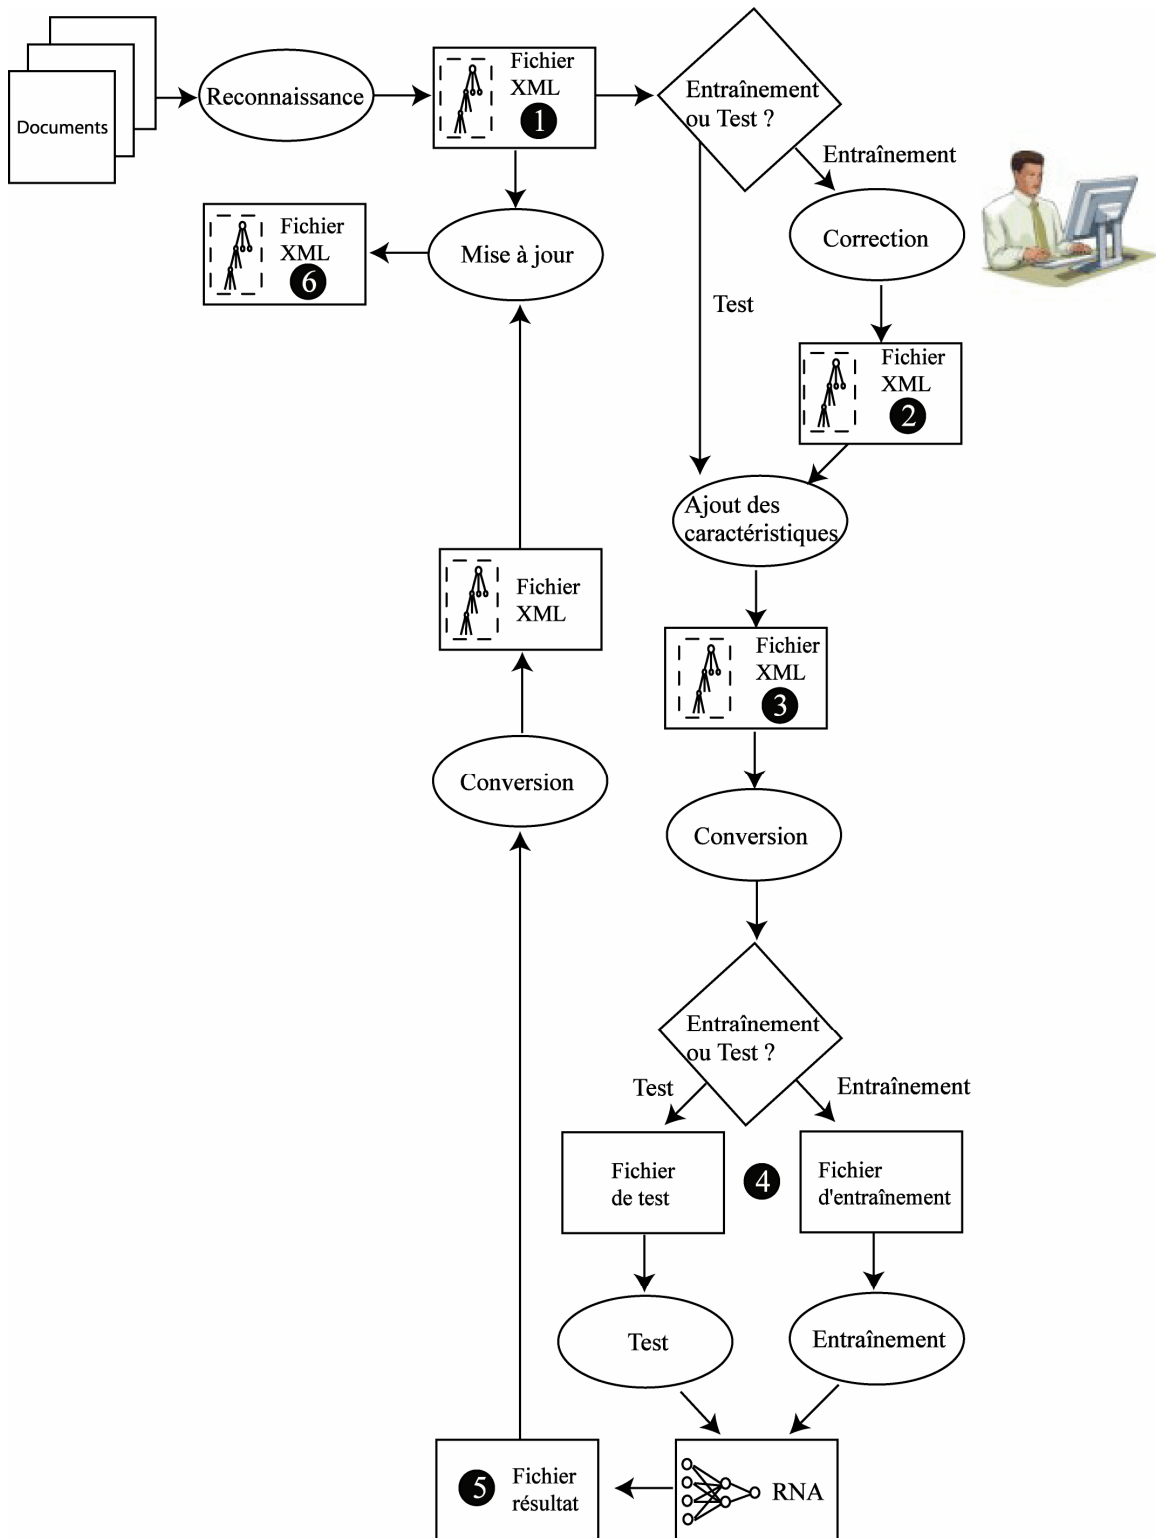 Documents
Reconnaissance
Fichier
XML
1
Entraînement
ou Test ?
Entraînement
Correction
Fichier
XML
6
Mise à jour
Test
Fichier
XML
2
Ajout des
caractéristiques
Fichier
XML
Fichier
XML
3
Conversion
Conversion
Entraînement
ou Test ?
Test
Entraînement
Fichier
de test
4
Fichier
d'entraînement
Test
Entraînement
5
Fichier
résultat
RNA